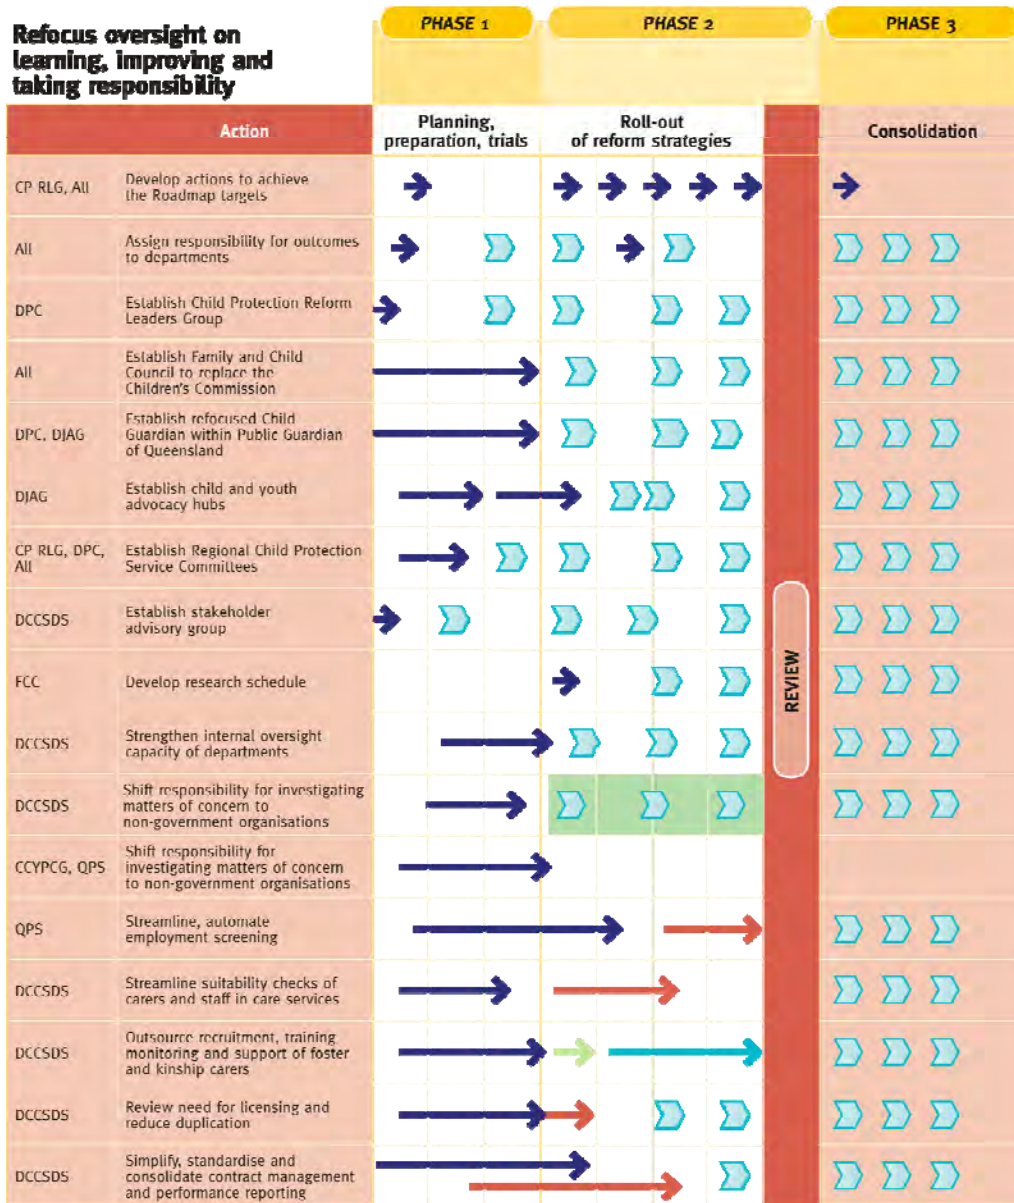 Refocus oversight on
learning, improving and
taking responsibility
PHASE 1
PHASE 2
PHASE 3
Action
Planning,
preparation, trials
Roll-out
of reform strategies
Consolidation
CP RLG, All
Develop actions to achieve
the Roadmap targets
All
Assign responsibility for outcomes
to departments
DPC
Establish Child Protection Reform
Leaders Group
All
Establish Family and Child
Council to replace the
Children's Commission
DPC, DJAG
Establish refocused Child
Guardian within Public Guardian
of Queensland
DJAG
Establish child and youth
advocacy hubs
CP RLG, DPC,
All
Establish Regional Child Protection
Service Committees
DCCSDS
Establish stakeholder
advisory group
FCC
Develop research schedule
DCCSDS
Strengthen internal oversight
capacity of departments
DCCSDS
Shift responsibility for investigating
matters of concern to
non-government organisations
CCYPCG, QPS
Shift responsibility for
investigating matters of concern
to non-government organisations
QPS
Streamline, automate
employment screening
DCCSDS
Streamline suitability checks of
carers and staff in care services
DCCSDS
Outsource recruitment, training
monitoring and support of foster
and kinship carers
DCCSDS
Review need for licensing and
reduce duplication
DCCSDS
Simplify, standardise and
consolidate contract management
and performance reporting
REVIEW